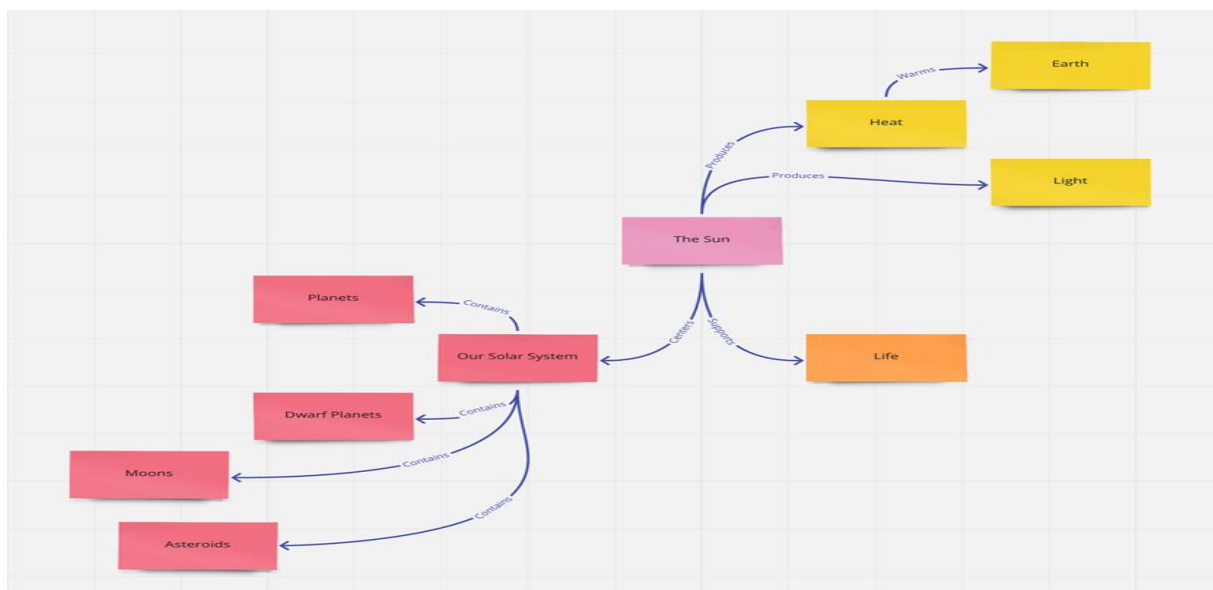 Earth
Warms
Heat
Produces
Produces
Light
The Sun
Planets
Contains
Centers
Supports
Our Solar System
Life
Dwarf Planets
Contains
Moons
Contains
Contains
Asteroids